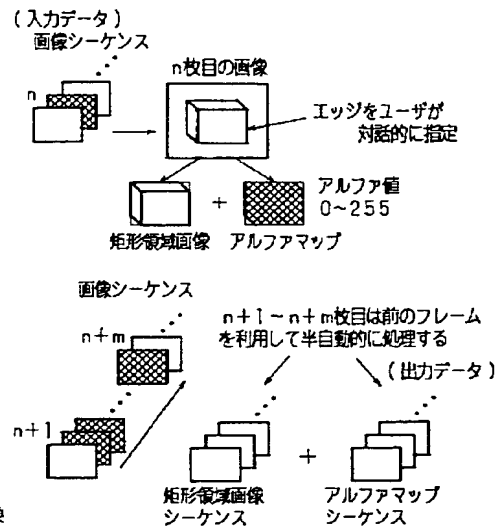 (入力データ)
画像シーケンス
n
n枚目の画像
エッジをユーザが
対話的に指定
+
アルファ値
0~255
矩形領域画像
アルファマップ
画像シーケンス
n+m
n+1~n+m枚目は前のフレーム
を利用して半自動的に処理する
(出力データ)
n+1
+
矩形領域画像
シーケンス
アルファマップ
シーケンス